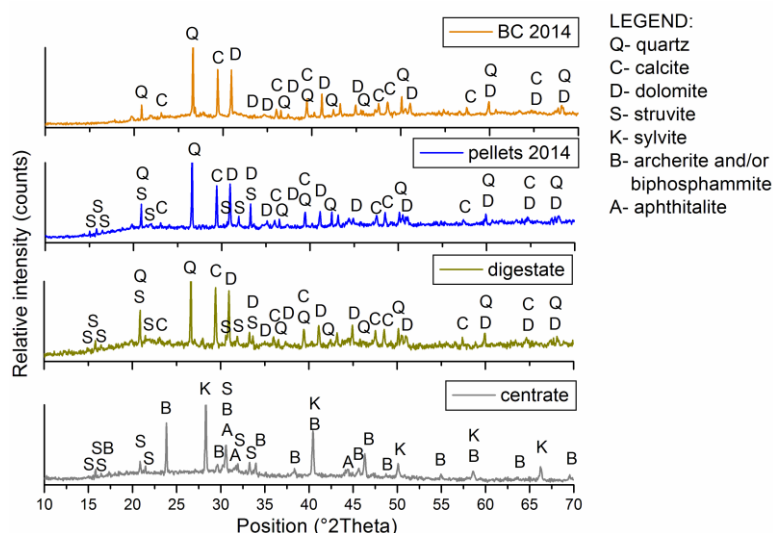 BC 2014
Q
Q
C
C
D
D
D
C
Q
D
C
Q
D
D
Q
C
C
Q
D
C
Q
D
C
D
Q
D
pellets 2014
S
S
S
Q
S
S
C
Q
C
S
D
S
D
S
D
C
Q
D
C
Q
D
Q
D
C
C
Q
D
C
Q
D
C
D
Q
D
digestate
S
S
S
Q
S
S
C
Q
C
S
D
S
D
S
D
C
Q
D
C
Q
D
Q
D
Q
C
C
Q
D
C
Q
D
C
D
Q
D
centrate
S
S
S
B
S
S
B
K
B
S
B
A
A
S
S
B
B
K
B
A
B
B
B
K
B
K
B
B
K
B
10 15 20 25 30 35 40 45 50 55 60 65 70
Position (°2Theta)
Relative intensity (counts)
LEGEND:
Q- quartz
C- calcite
D- dolomite
S- struvite
K- sylvite
B- archerite and/or
biphosphammite
A- aphthitalite